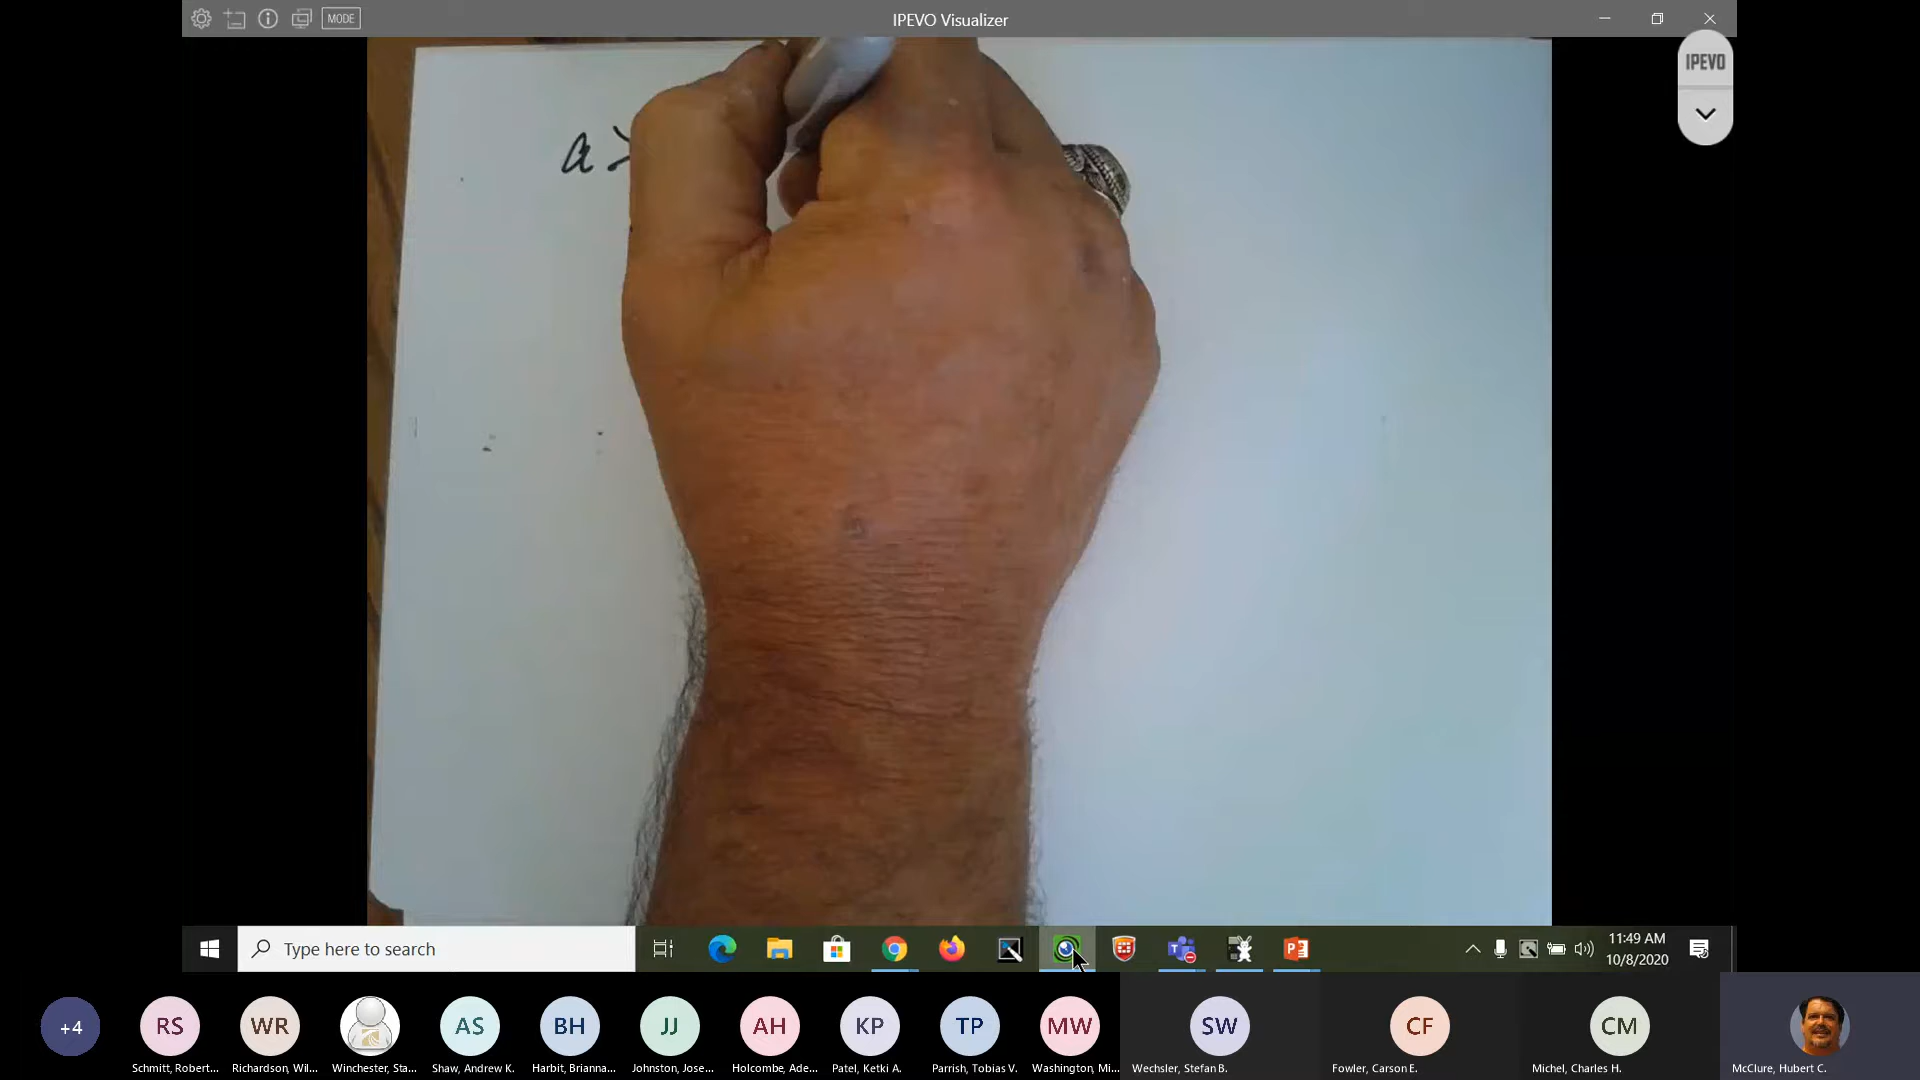 MODE
IPEVO Visualizer
IPEVO
a >
Type here to search
11:49 AM
10/8/2020
+4
RS
WR
AS
BH
JJ
AH
KP
TP
MW
SW
CF
CM
Schmitt, Robert...
Richardson, Wil...
Winchester, Sta...
Shaw, Andrew K.
Harbit, Brianna...
Johnston, Jose...
Holcombe, Ade...
Patel, Ketki A.
Parrish, Tobias V.
Washington, Mi...
Wechsler, Stefan B.
Fowler, Carson E.
Michel, Charles H.
McClure, Hubert C.